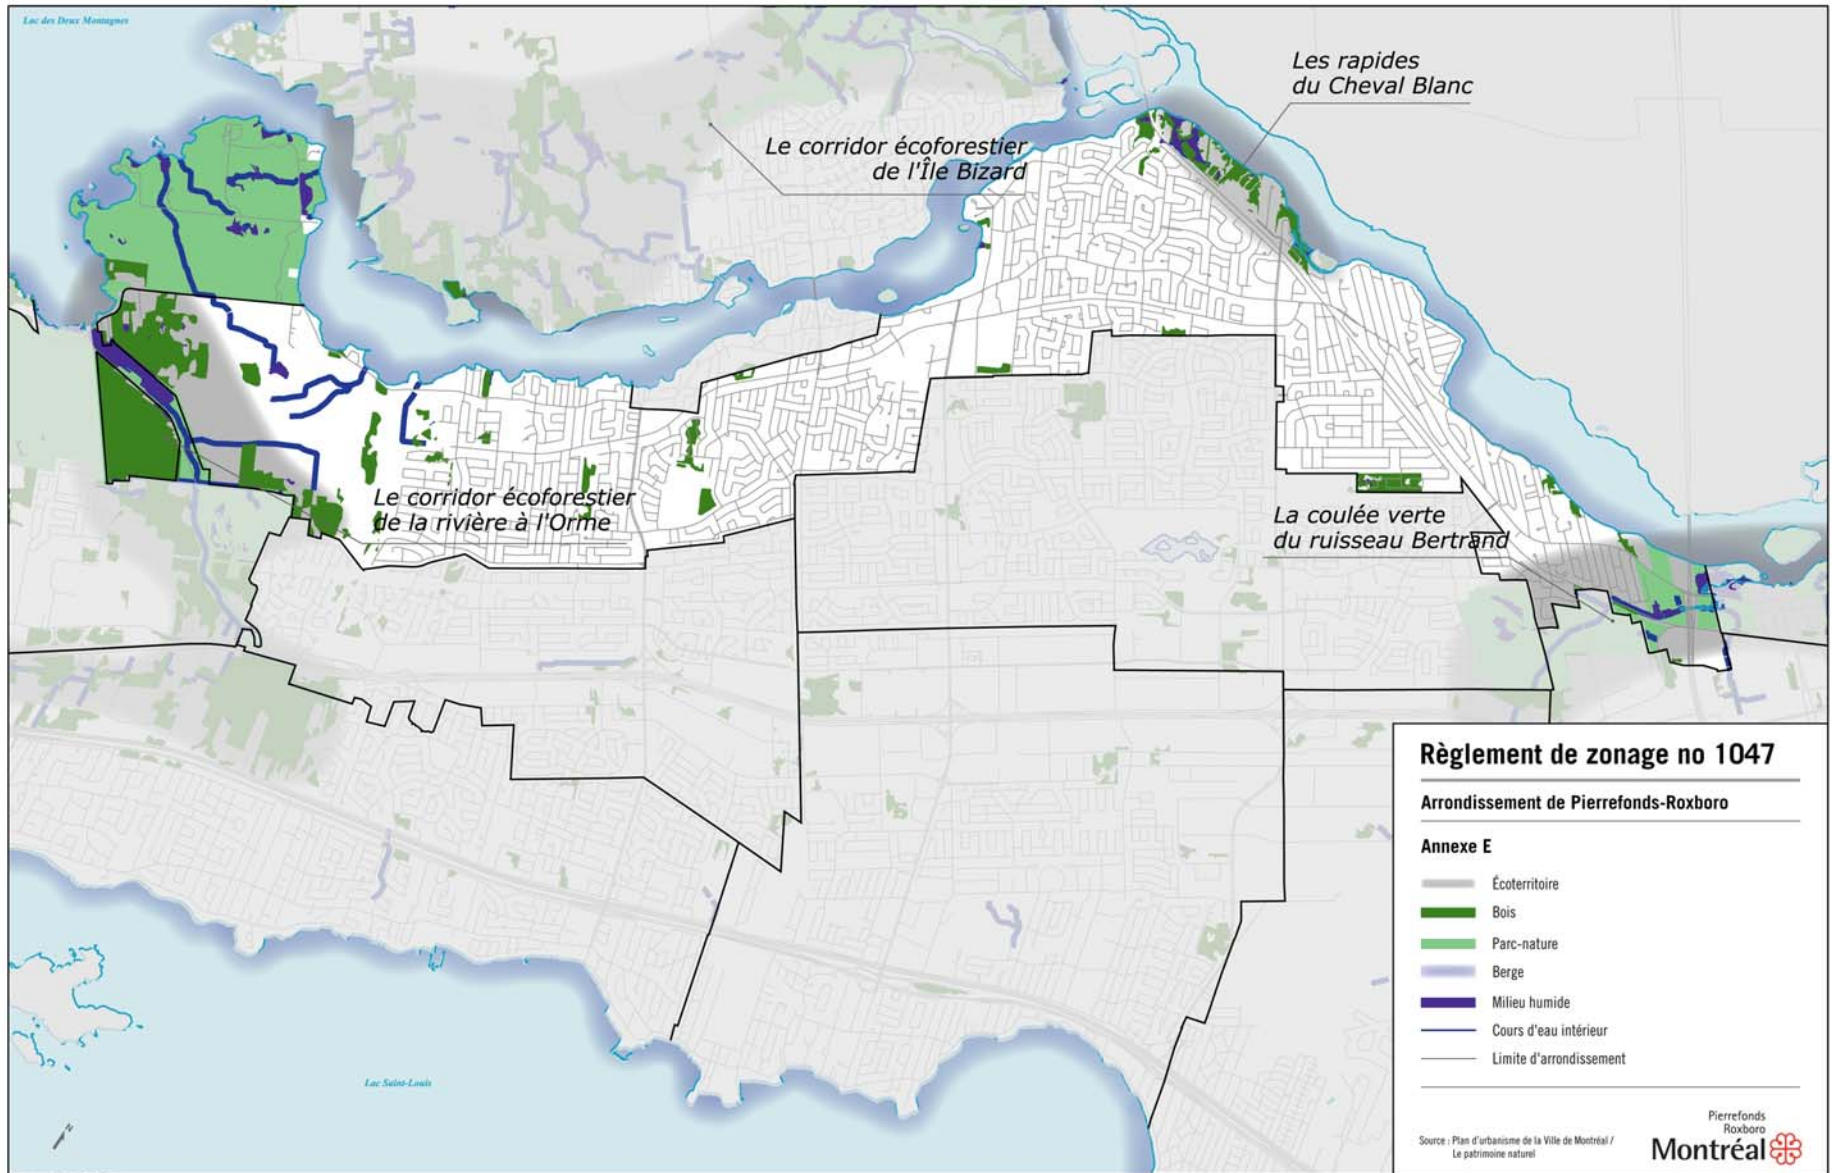 Lac des Deux Montagnes
Les rapides
du Cheval Blanc
Le corridor écoforestier
de l'Île Bizard
Le corridor écoforestier
de la rivière à l'Orme
La coulée verte
du ruisseau Bertrand
Lac Saint-Louis
N
Règlement de zonage no 1047
Arrondissement de Pierrefonds-Roxboro
Annexe E
Écoterritoire
Bois
Parc-nature
Berge
Milieu humide
Cours d'eau intérieur
Limite d'arrondissement
Source : Plan d'urbanisme de la Ville de Montréal /
Le patrimoine naturel
Pierrefonds
Roxboro
Montréal